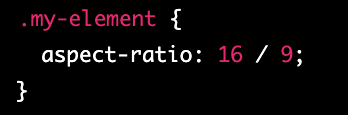 .my-element {
  aspect-ratio: 16 / 9;
}